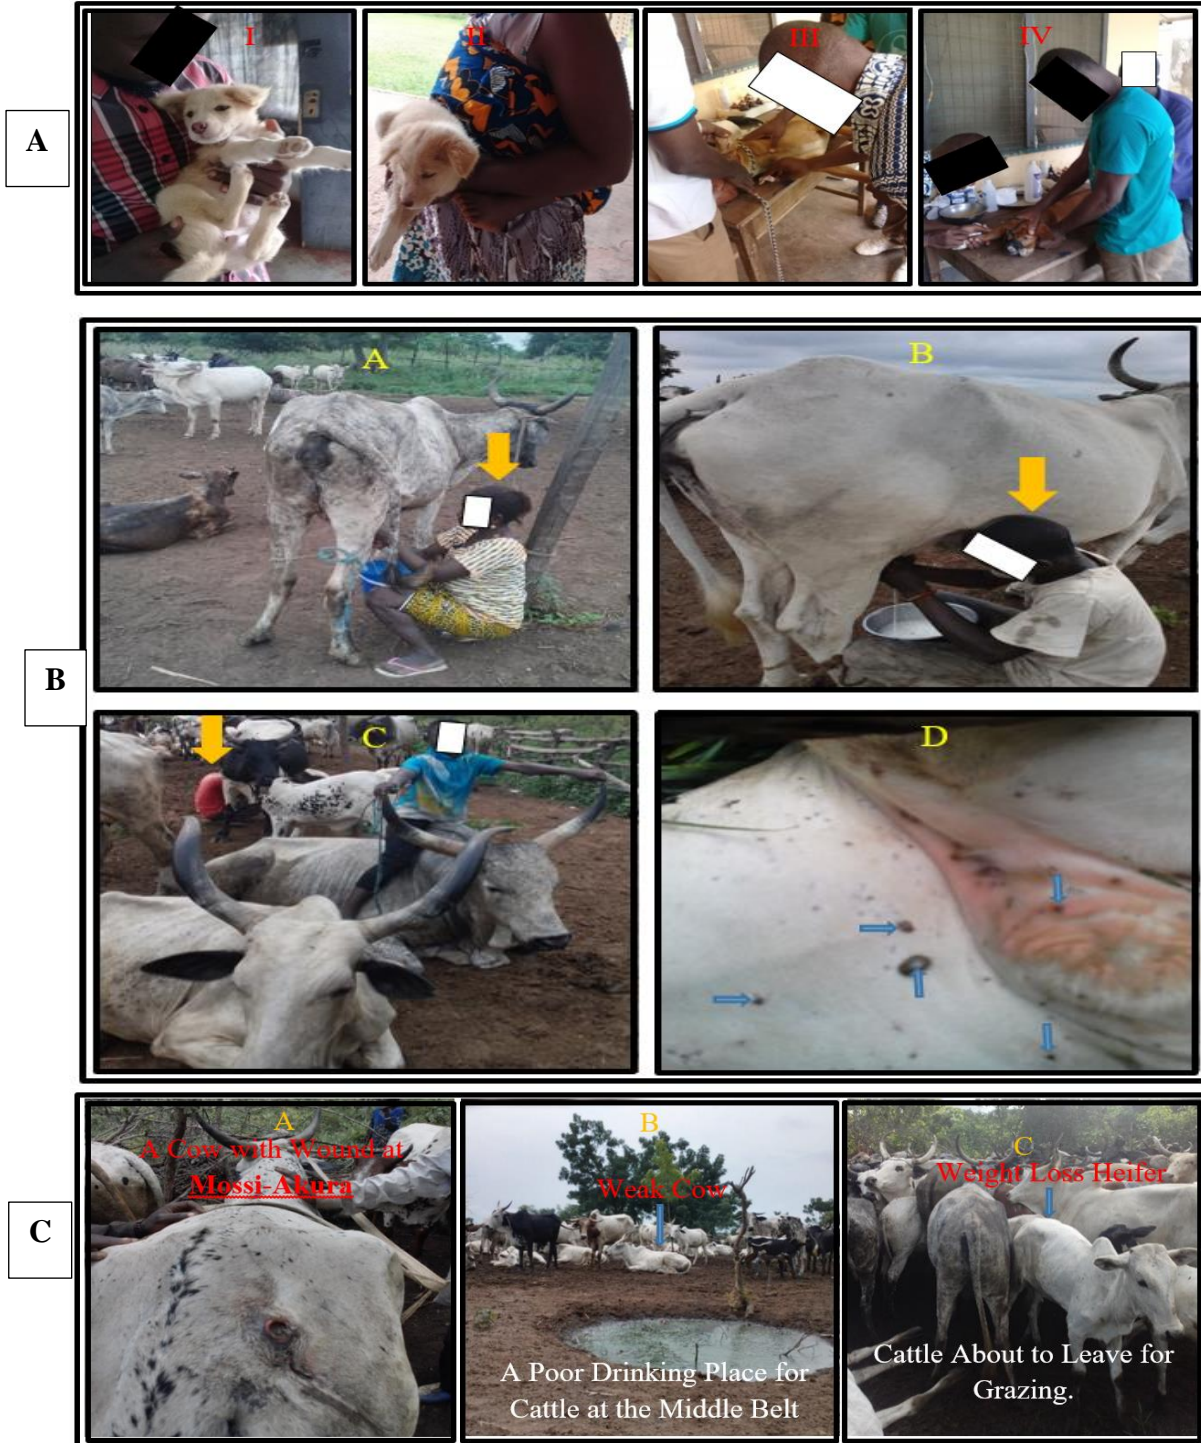 A
I
II
III
IV
B
A
B
C
D
C
A
A Cow with Wound at
Mossi-Akura
B
Weak Cow
A Poor Drinking Place for
Cattle at the Middle Belt
C
Weight Loss Heifer
Cattle About to Leave for
Grazing.